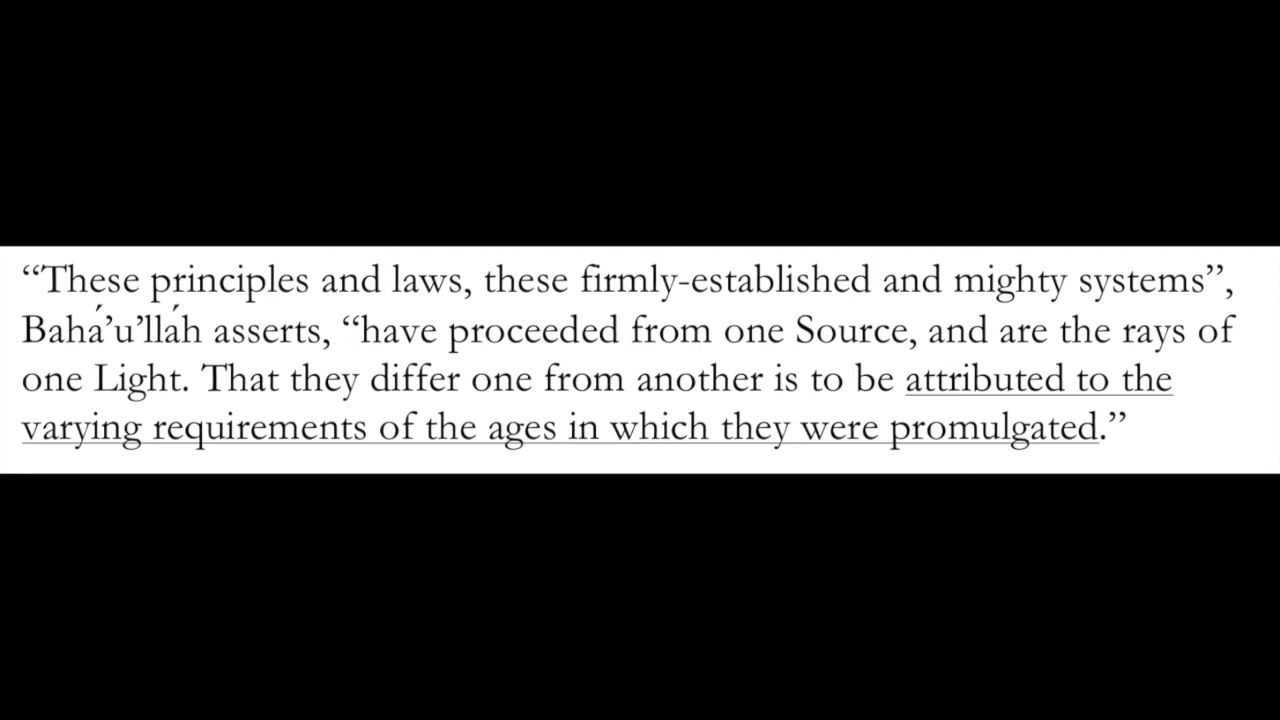 “These principles and laws, these firmly-established and mighty systems”,
Bahá’u’lláh asserts, “have proceeded from one Source, and are the rays of
one Light. That they differ one from another is to be attributed to the
varying requirements of the ages in which they were promulgated.”